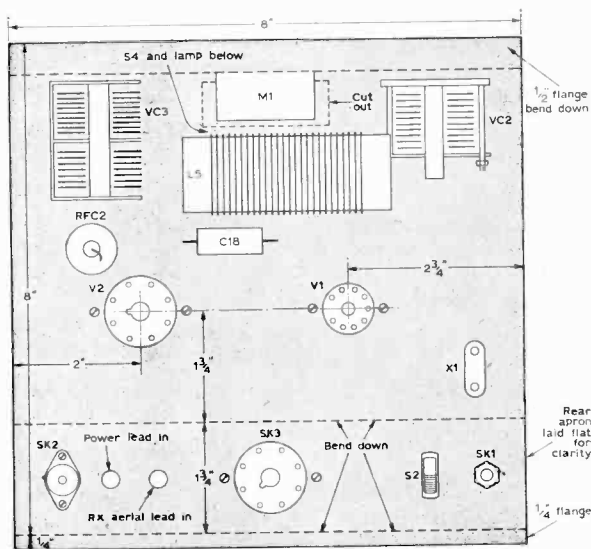 8"
S4 and lamp below
M1
Cut
out
VC3
VC2
1/2" flange
bend down
L5
RFC2
C18
V2
V1
2 3/4"
8"
2"
1 3/4"
X1
Rear
apron
laid flat
for
clarity
SK2
Power lead in
SK3
Bend down
SK1
1 3/4"
S2
Rx aerial lead in
1/4"
1/4" flange